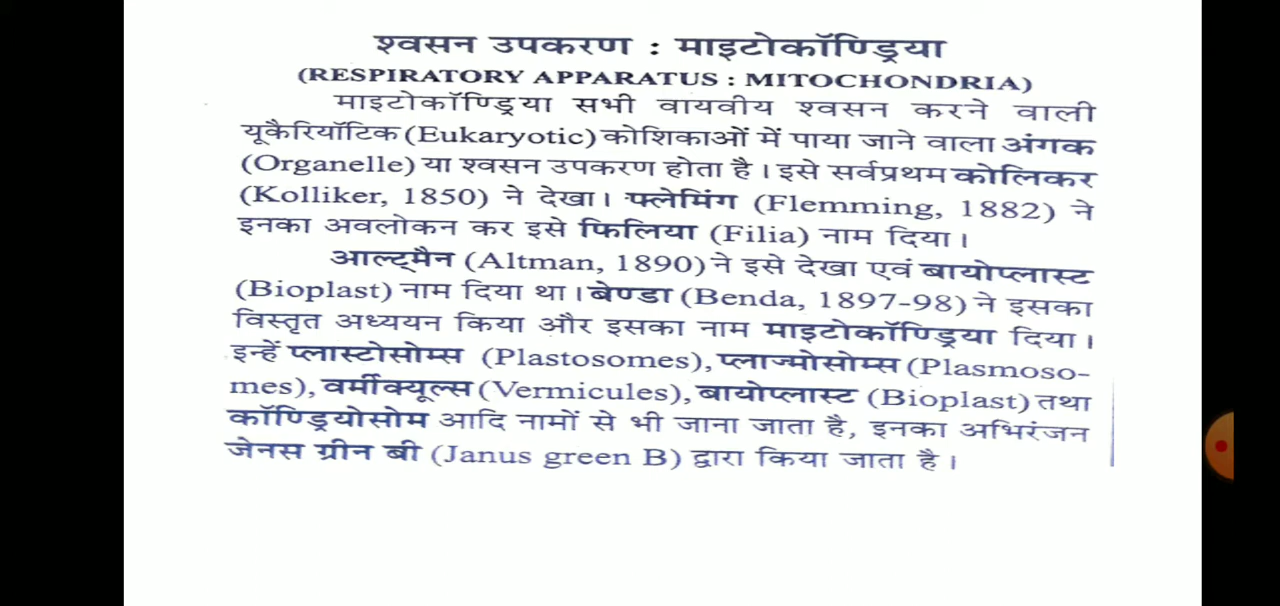 श्वसन उपकरण : माइटोकॉण्ड्रिया
(RESPIRATORY APPARATUS : MITOCHONDRIA)
माइटोकॉण्ड्रिया सभी वायवीय श्वसन करने वाली
यूकैरियॉटिक (Eukaryotic) कोशिकाओं में पाया जाने वाला अंगक
(Organelle) या श्वसन उपकरण होता है। इसे सर्वप्रथम कोलिकर
(Kolliker, 1850) ने देखा। फ्लेमिंग (Flemming, 1882) ने
इनका अवलोकन कर इसे फिलिया (Filia) नाम दिया।
आल्ट्मैन (Altman, 1890) ने इसे देखा एवं बायोप्लास्ट
(Bioplast) नाम दिया था। बेण्डा (Benda, 1897-98) ने इसका
विस्तृत अध्ययन किया और इसका नाम माइटोकॉण्ड्रिया दिया।
इन्हें प्लास्टोसोम्स (Plastosomes), प्लाज्मोसोम्स (Plasmoso-
mes), वर्मीक्यूल्स (Vermicules), बायोप्लास्ट (Bioplast) तथा
कॉण्ड्रियोसोम आदि नामों से भी जाना जाता है, इनका अभिरंजन
जेनस ग्रीन बी (Janus green B) द्वारा किया जाता है।